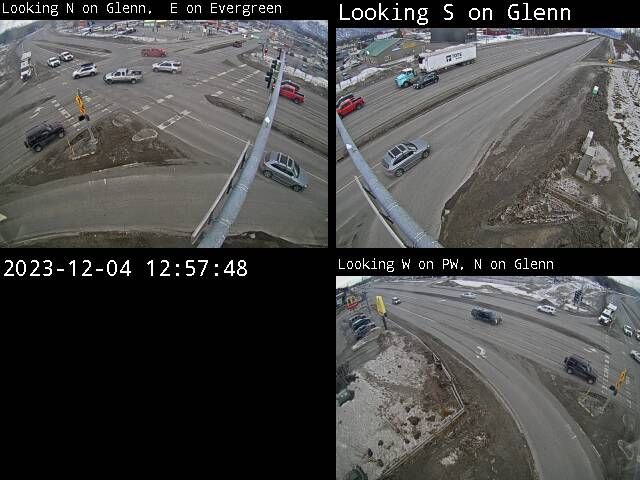 Looking N on Glenn,  E on Evergreen
Looking S on Glenn
2023-12-04 12:57:48
Looking W on PW, N on Glenn